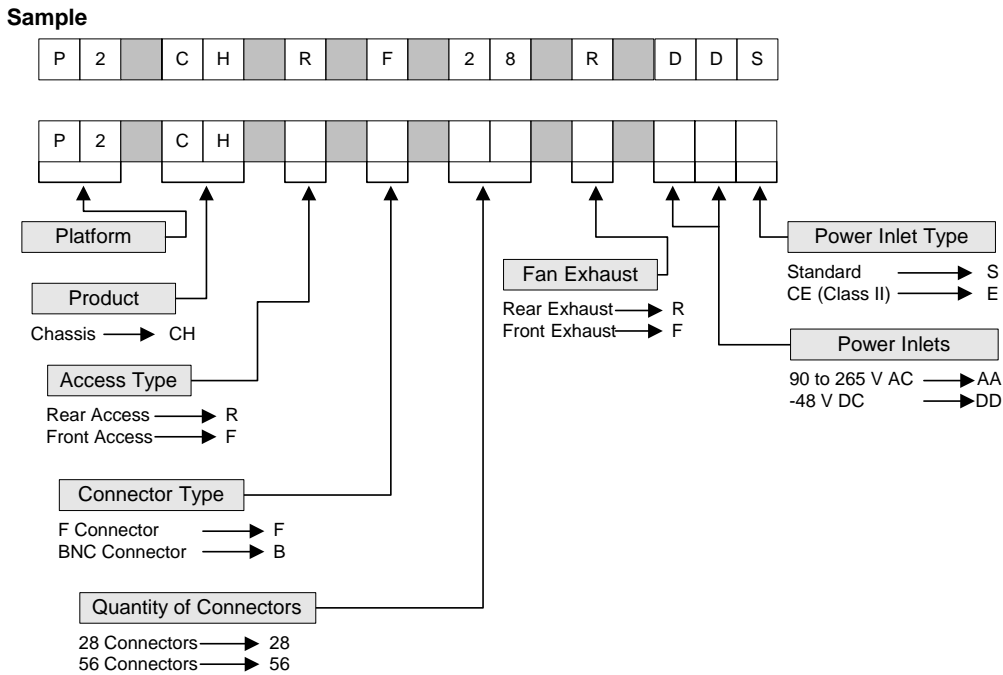 Sample
P 2 C H R F 2 8 R D D S
P 2 C H
Platform
Product
Chassis CH
Access Type
Rear Access R
Front Access F
Connector Type
F Connector F
BNC Connector B
Quantity of Connectors
28 Connectors 28
56 Connectors 56
Fan Exhaust
Rear Exhaust R
Front Exhaust F
Power Inlet Type
Standard S
CE (Class II) E
Power Inlets
90 to 265 V AC AA
-48 V DC DD